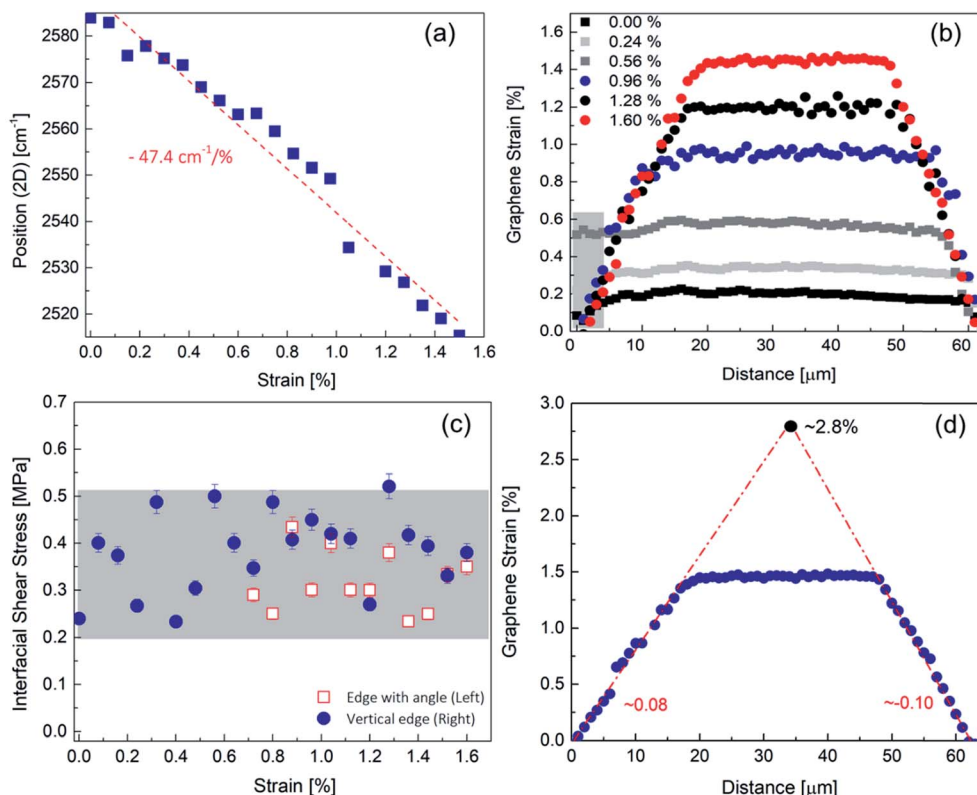 (a)
Position (2D) [cm-1]
2580
2570
2560
2550
2540
2530
2520
- 47.4 cm-1/%
0.0 0.2 0.4 0.6 0.8 1.0 1.2 1.4 1.6
Strain [%]
(b)
Graphene Strain [%]
1.6
1.4
1.2
1.0
0.8
0.6
0.4
0.2
0.0
0.00 %
0.24 %
0.56 %
0.96 %
1.28 %
1.60 %
0 10 20 30 40 50 60
Distance [μm]
(c)
Interfacial Shear Stress [MPa]
0.7
0.6
0.5
0.4
0.3
0.2
0.1
0.0
Edge with angle (Left)
Vertical edge (Right)
0.0 0.2 0.4 0.6 0.8 1.0 1.2 1.4 1.6
Strain [%]
(d)
Graphene Strain [%]
3.0
2.5
2.0
1.5
1.0
0.5
0.0
~2.8%
~0.08
~-0.10
0 10 20 30 40 50 60
Distance [μm]